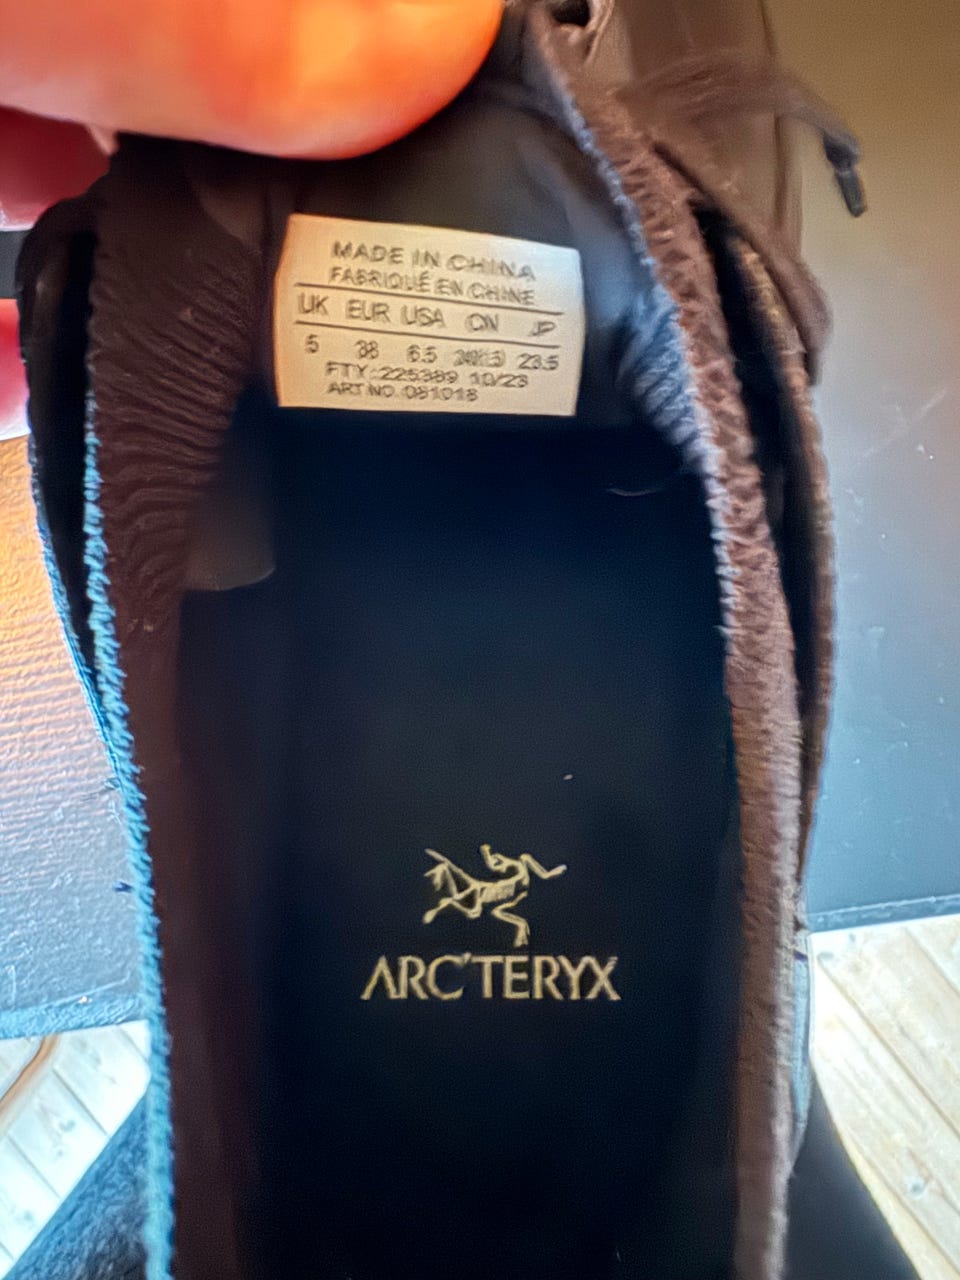 MADE IN CHINA
FABRIQUÉ EN CHINE
UK EUR USA CN JP
5 38 6.5 23.5
FTY.:225389 10/23
ART NO. 081018
ARC'TERYX